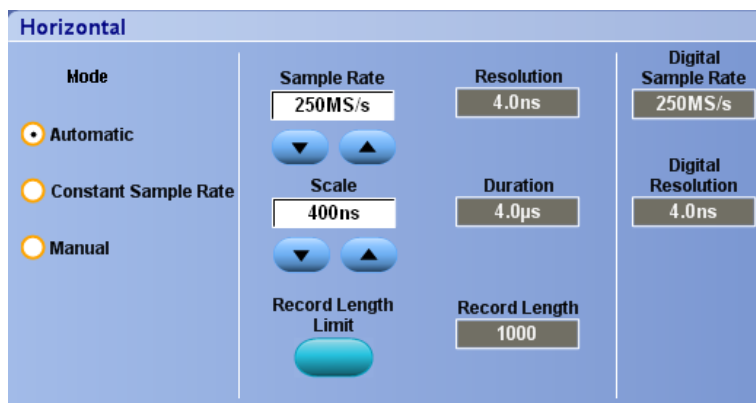 Horizontal
Mode
Automatic
Constant Sample Rate
Manual
Sample Rate
250MS/s
Scale
400ns
Record Length
Limit
Resolution
4.0ns
Duration
4.0µs
Record Length
1000
Digital
Sample Rate
250MS/s
Digital
Resolution
4.0ns